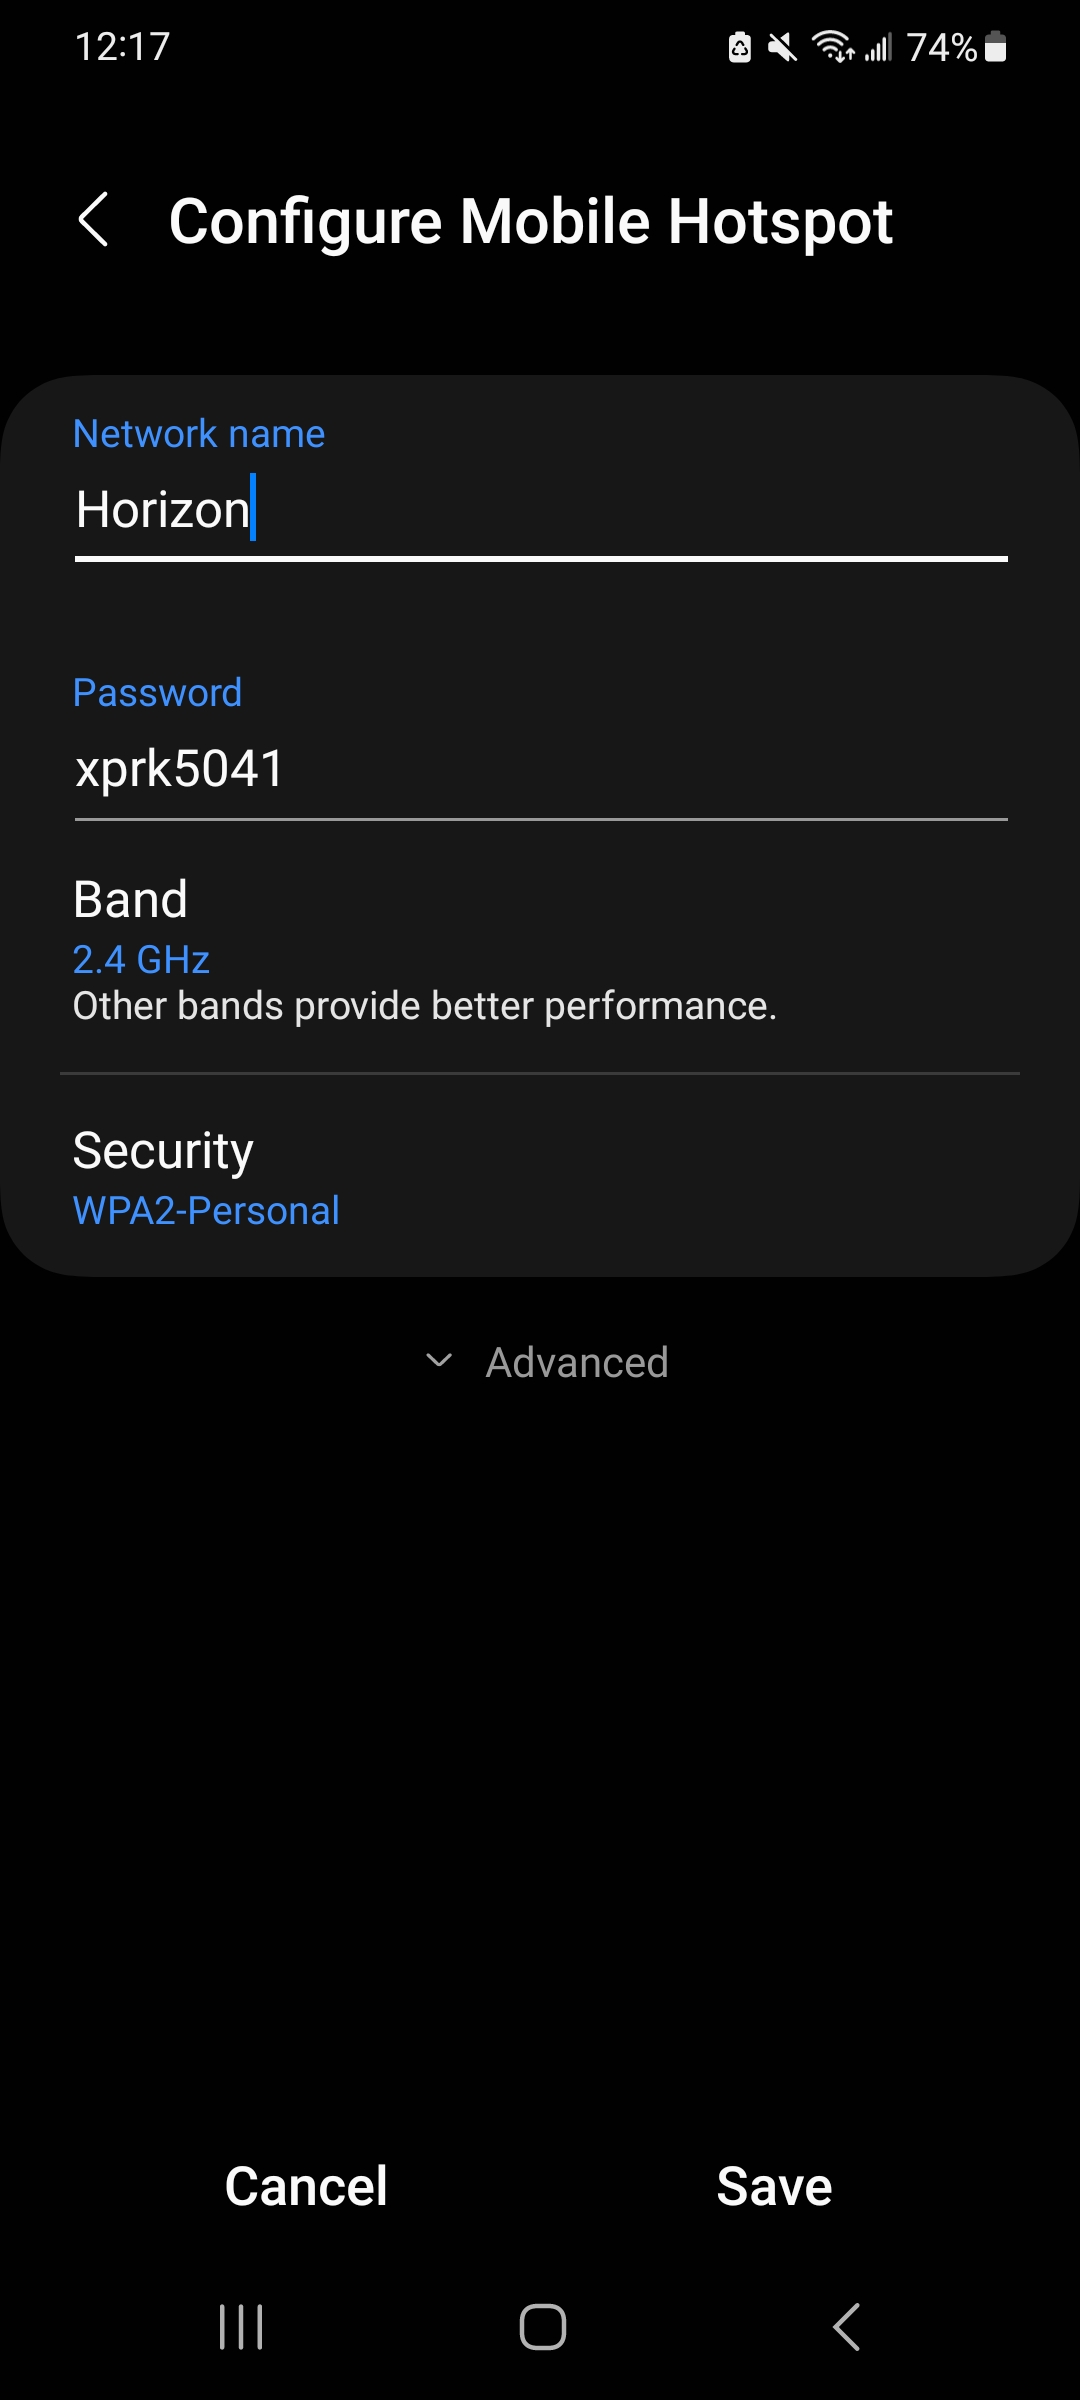 12:17
74%
Configure Mobile Hotspot
Network name
Horizon
Password
xprk5041
Band
2.4 GHz
Other bands provide better performance.
Security
WPA2-Personal
Advanced
Cancel
Save